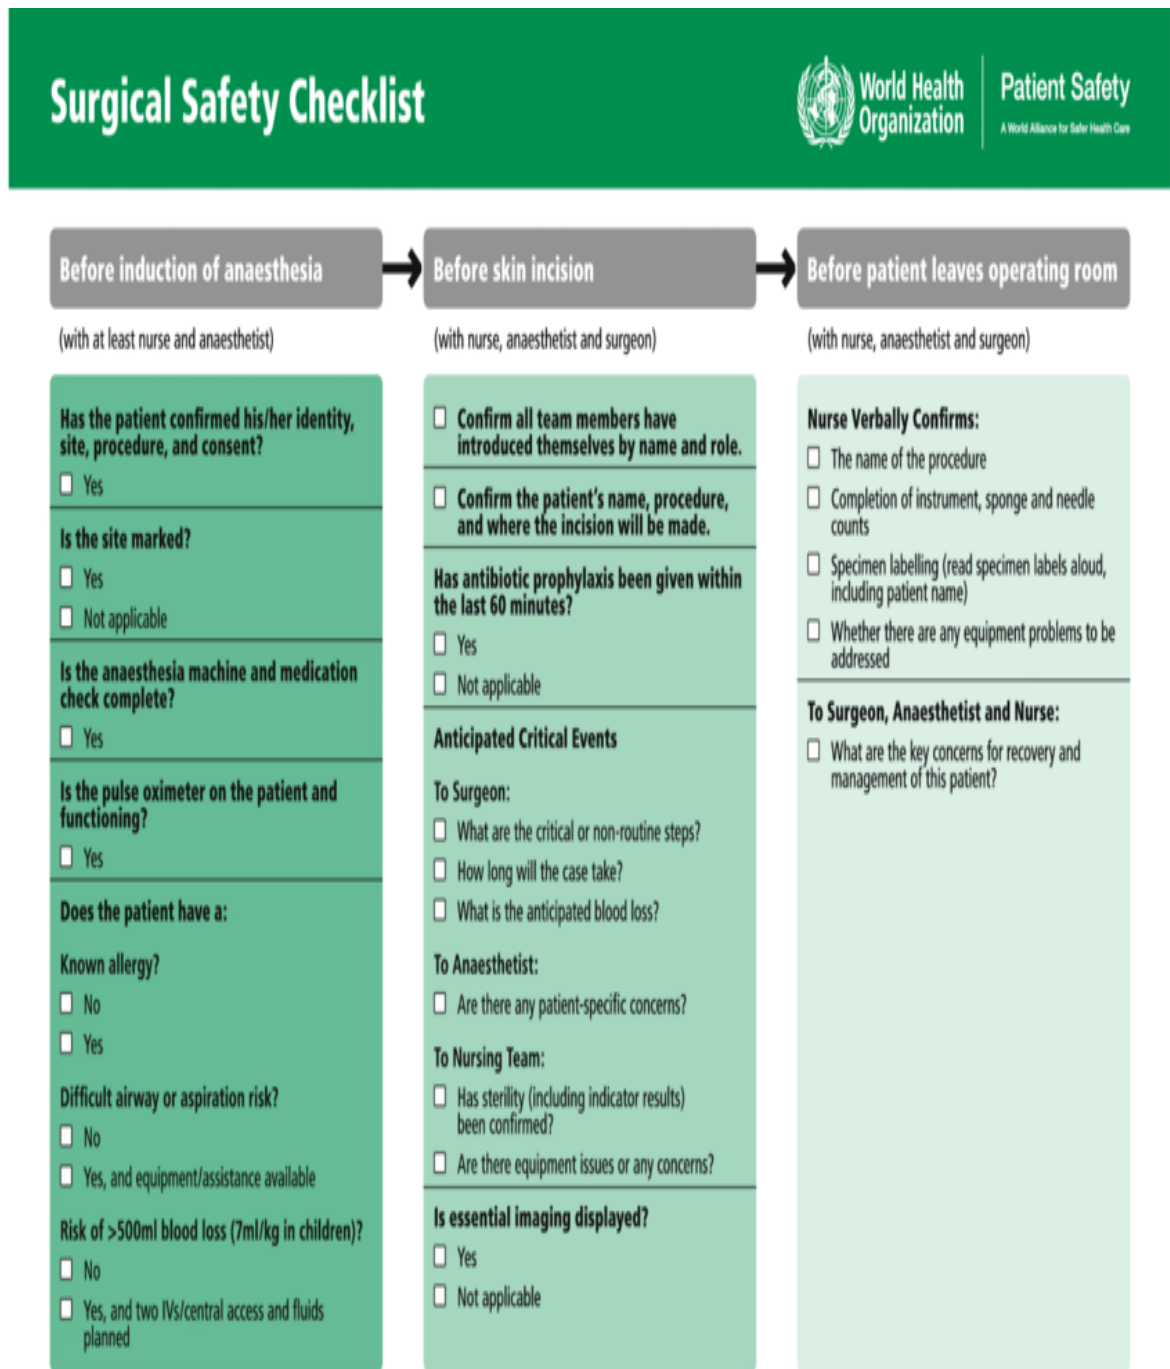 Surgical Safety Checklist
World Health
Organization
Patient Safety
A World Alliance for Safer Health Care
Before induction of anaesthesia
(with at least nurse and anaesthetist)
Has the patient confirmed his/her identity,
site, procedure, and consent?
Yes
Is the site marked?
Yes
Not applicable
Is the anaesthesia machine and medication
check complete?
Yes
Is the pulse oximeter on the patient and
functioning?
Yes
Does the patient have a:
Known allergy?
No
Yes
Difficult airway or aspiration risk?
No
Yes, and equipment/assistance available
Risk of >500ml blood loss (7ml/kg in children)?
No
Yes, and two IVs/central access and fluids
planned
Before skin incision
(with nurse, anaesthetist and surgeon)
Confirm all team members have
introduced themselves by name and role.
Confirm the patient's name, procedure,
and where the incision will be made.
Has antibiotic prophylaxis been given within
the last 60 minutes?
Yes
Not applicable
Anticipated Critical Events
To Surgeon:
What are the critical or non-routine steps?
How long will the case take?
What is the anticipated blood loss?
To Anaesthetist:
Are there any patient-specific concerns?
To Nursing Team:
Has sterility (including indicator results)
been confirmed?
Are there equipment issues or any concerns?
Is essential imaging displayed?
Yes
Not applicable
Before patient leaves operating room
(with nurse, anaesthetist and surgeon)
Nurse Verbally Confirms:
The name of the procedure
Completion of instrument, sponge and needle
counts
Specimen labelling (read specimen labels aloud,
including patient name)
Whether there are any equipment problems to be
addressed
To Surgeon, Anaesthetist and Nurse:
What are the key concerns for recovery and
management of this patient?